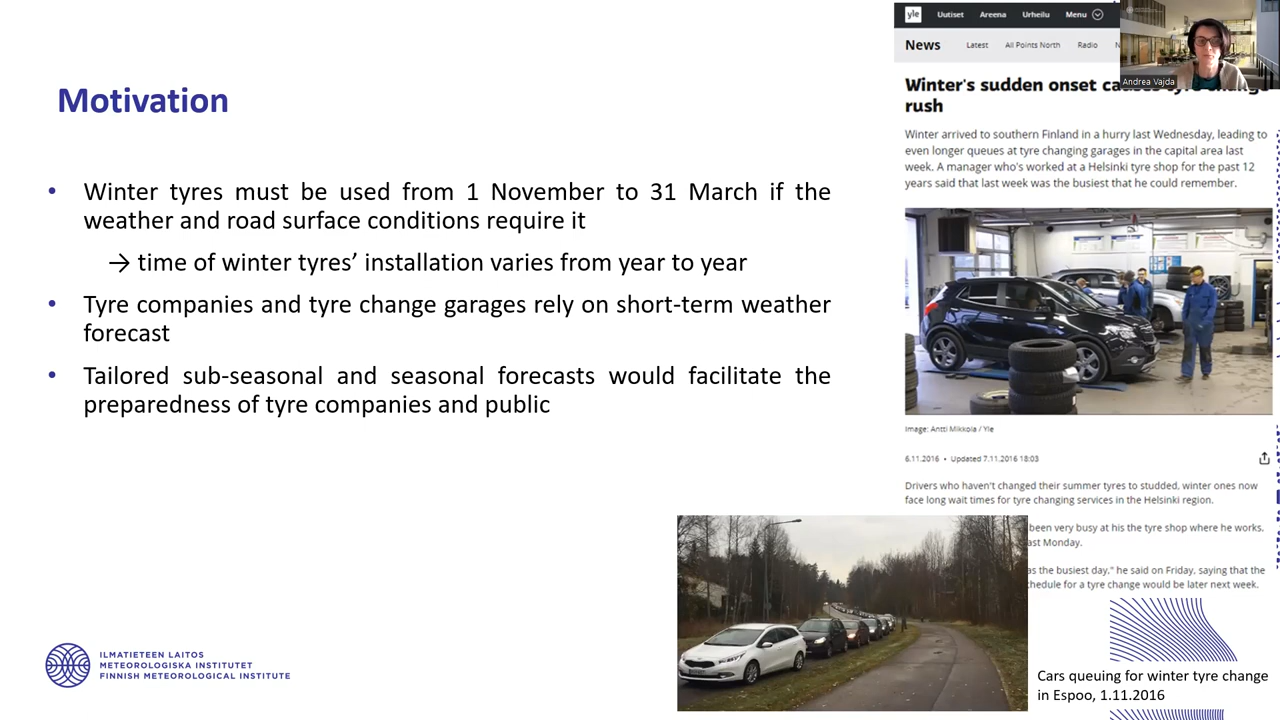 Motivation
• Winter tyres must be used from 1 November to 31 March if the
weather and road surface conditions require it
→ time of winter tyres’ installation varies from year to year
• Tyre companies and tyre change garages rely on short-term weather
forecast
• Tailored sub-seasonal and seasonal forecasts would facilitate the
preparedness of tyre companies and public
ILMATIETEEN LAITOS
METEOROLOGISKA INSTITUTET
FINNISH METEOROLOGICAL INSTITUTE
yle Uutiset Areena Urheilu Menu
News Latest All Points North Radio
Andrea Vajda
Winter's sudden onset
rush
Winter arrived to southern Finland in a hurry last Wednesday, leading to
even longer queues at tyre changing garages in the capital area last
week. A manager who's worked at a Helsinki tyre shop for the past 12
years said that last week was the busiest that he could remember.
Image: Antti Mikkola / Yle
6.11.2016 • Updated 7.11.2016 18:03
Drivers who haven't changed their summer tyres to studded, winter ones now
face long wait times for tyre changing services in the Helsinki region.
been very busy at his the tyre shop where he works.
ast Monday.
as the busiest day," he said on Friday, saying that the
hedule for a tyre change would be later next week.
Cars queuing for winter tyre change
in Espoo, 1.11.2016